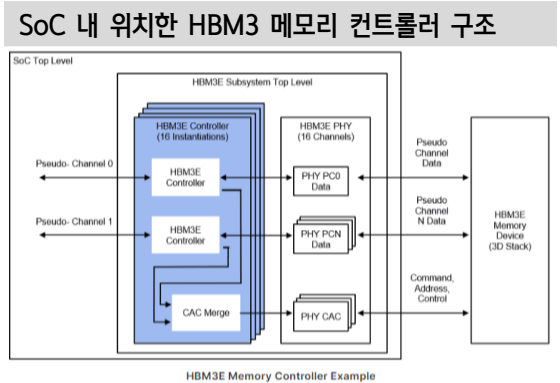 SoC 내 위치한 HBM3 메모리 컨트롤러 구조
SoC Top Level
HBM3E Subsystem Top Level
HBM3E Controller
(16 Instantiations)
HBM3E PHY
(16 Channels)
Pseudo- Channel 0
HBM3E
Controller
PHY PC0
Data
Pseudo
Channel
Data
Pseudo- Channel 1
HBM3E
Controller
PHY PCN
Data
Pseudo
Channel
N Data
HBM3E
Memory
Device
(3D Stack)
CAC Merge
PHY CAC
Command,
Address,
Control
HBM3E Memory Controller Example